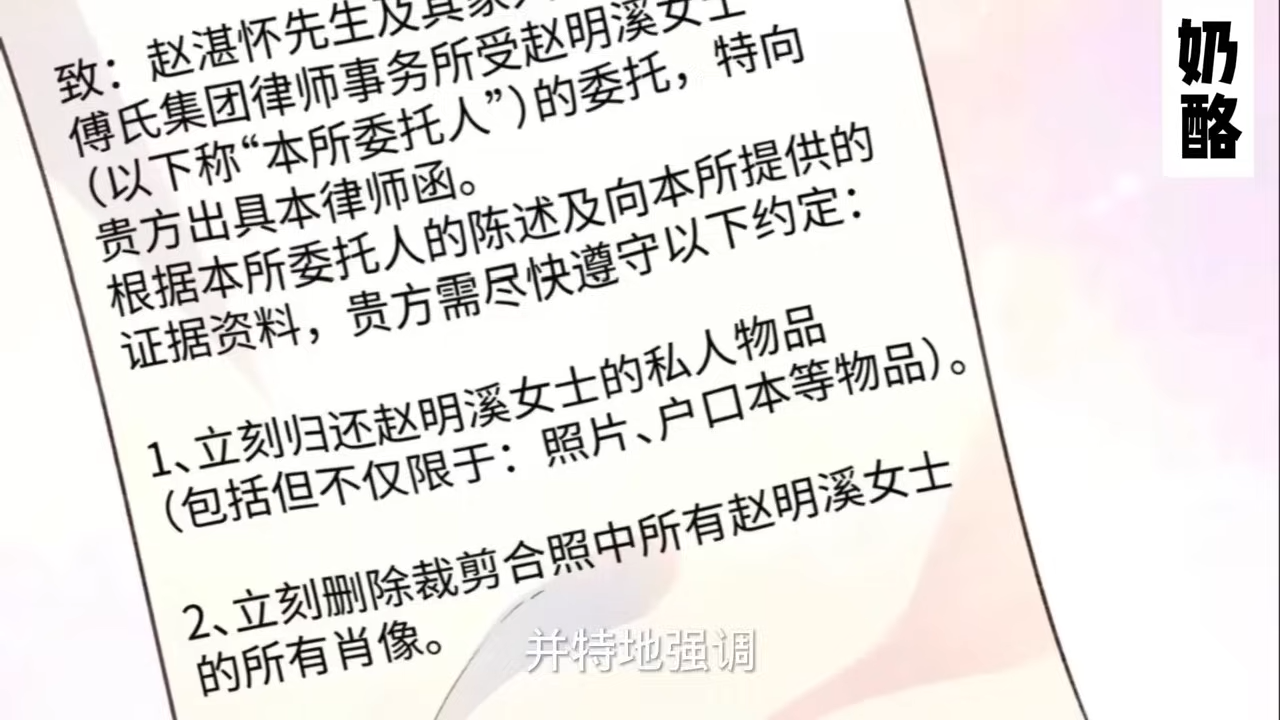 致：赵湛怀先生及其家人
傅氏集团律师事务所受赵明溪女士
（以下称“本所委托人”）的委托，特向
贵方出具本律师函。
根据本所委托人的陈述及向本所提供的
证据资料，贵方需尽快遵守以下约定：
1、立刻归还赵明溪女士的私人物品
（包括但不仅限于：照片、户口本等物品）。
2、立刻删除裁剪合照中所有赵明溪女士
的所有肖像。
并特地强调
奶
酪